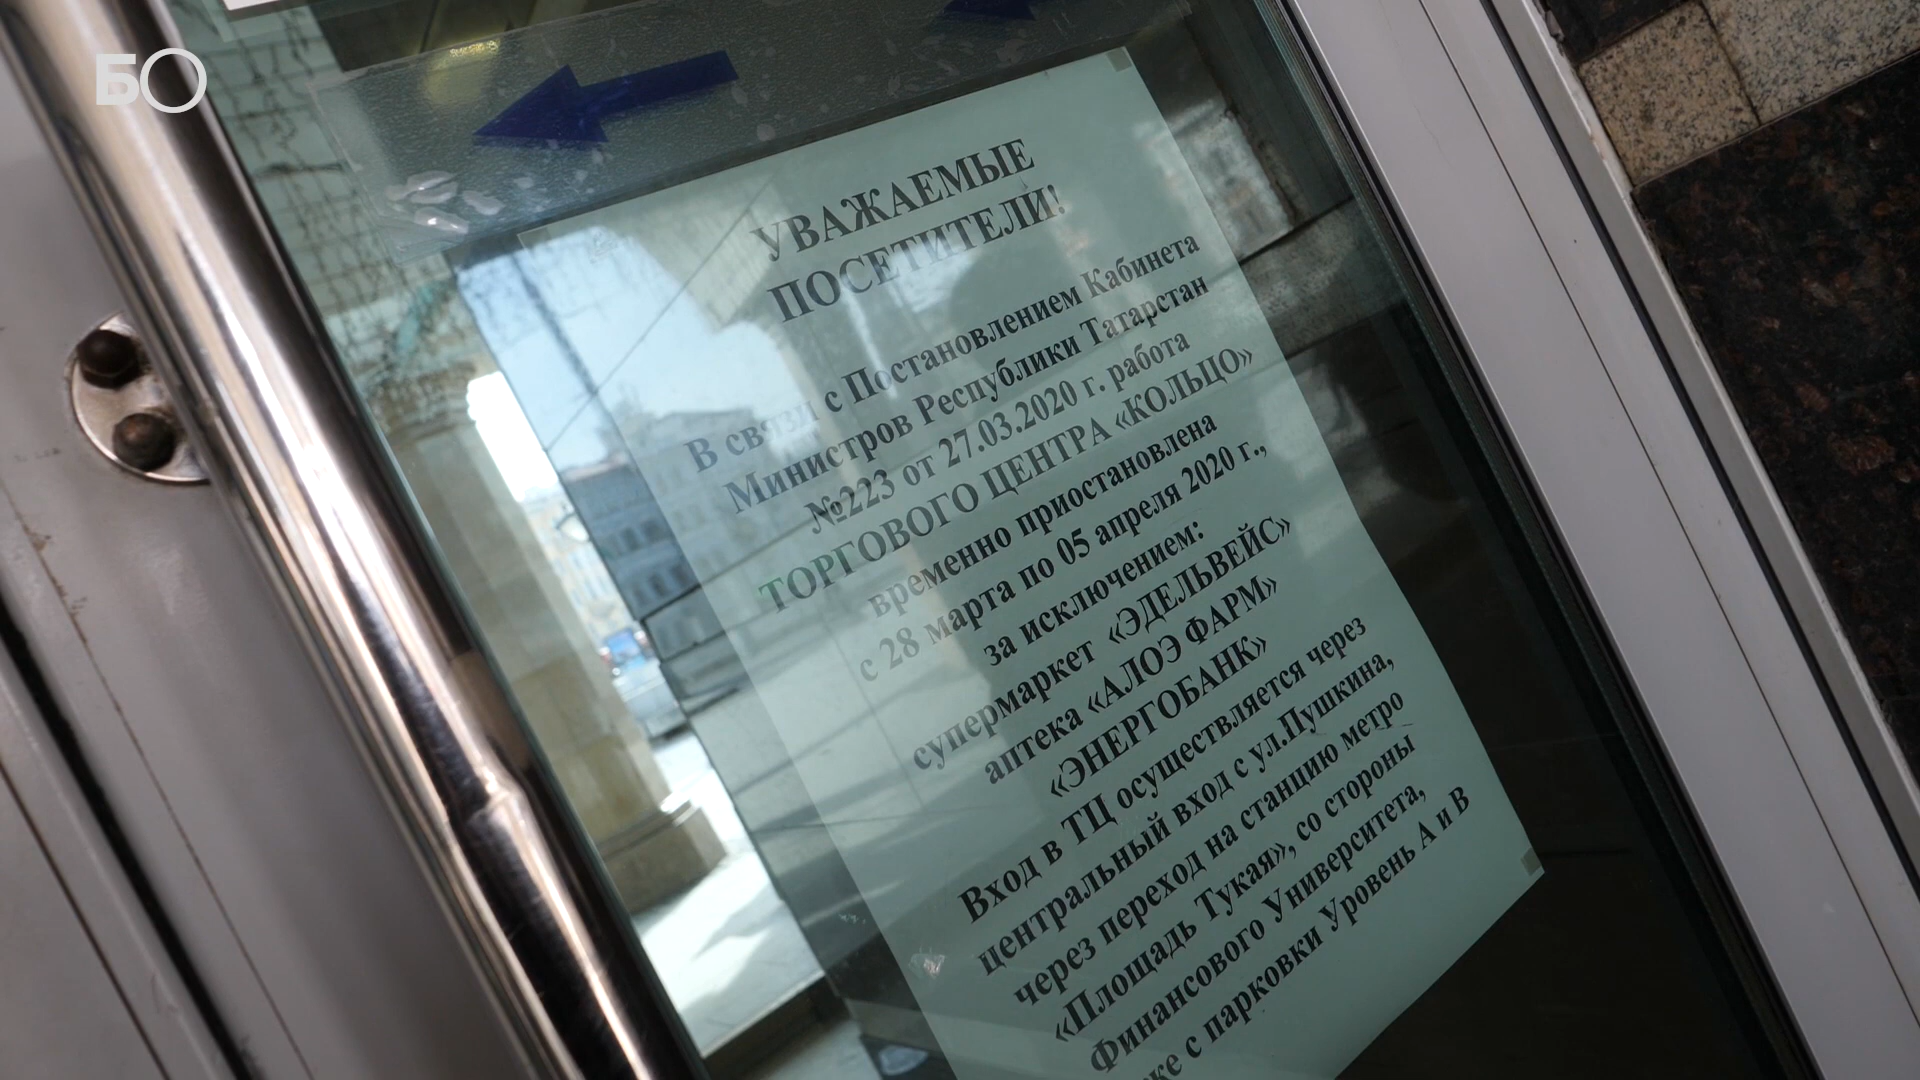 БО
УВАЖАЕМЫЕ
ПОСЕТИТЕЛИ!
В связи с Постановлением Кабинета
Министров Республики Татарстан
№223 от 27.03.2020 г. работа
ТОРГОВОГО ЦЕНТРА «КОЛЬЦО»
временно приостановлена
с 28 марта по 05 апреля 2020 г.,
за исключением:
супермаркет «ЭДЕЛЬВЕЙС»
аптека «АЛОЭ ФАРМ»
«ЭНЕРГОБАНК»
Вход в ТЦ осуществляется через
центральный вход с ул.Пушкина,
через переход на станцию метро
«Площадь Тукая», со стороны
Финансового Университета,
с парковки Уровень А и В